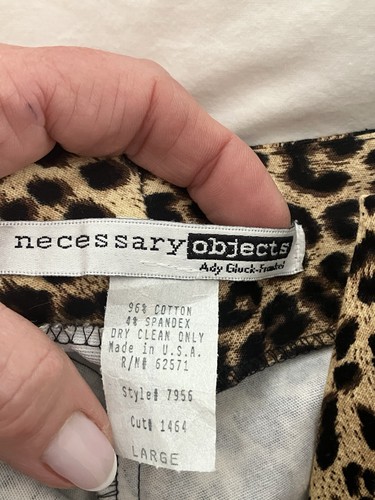 necessary objects
Ady Gluck-Frankel
96% COTTON
4% SPANDEX
DRY CLEAN ONLY
Made in U.S.A.
R/N# 62571
Style# 7956
Cut# 1464
LARGE